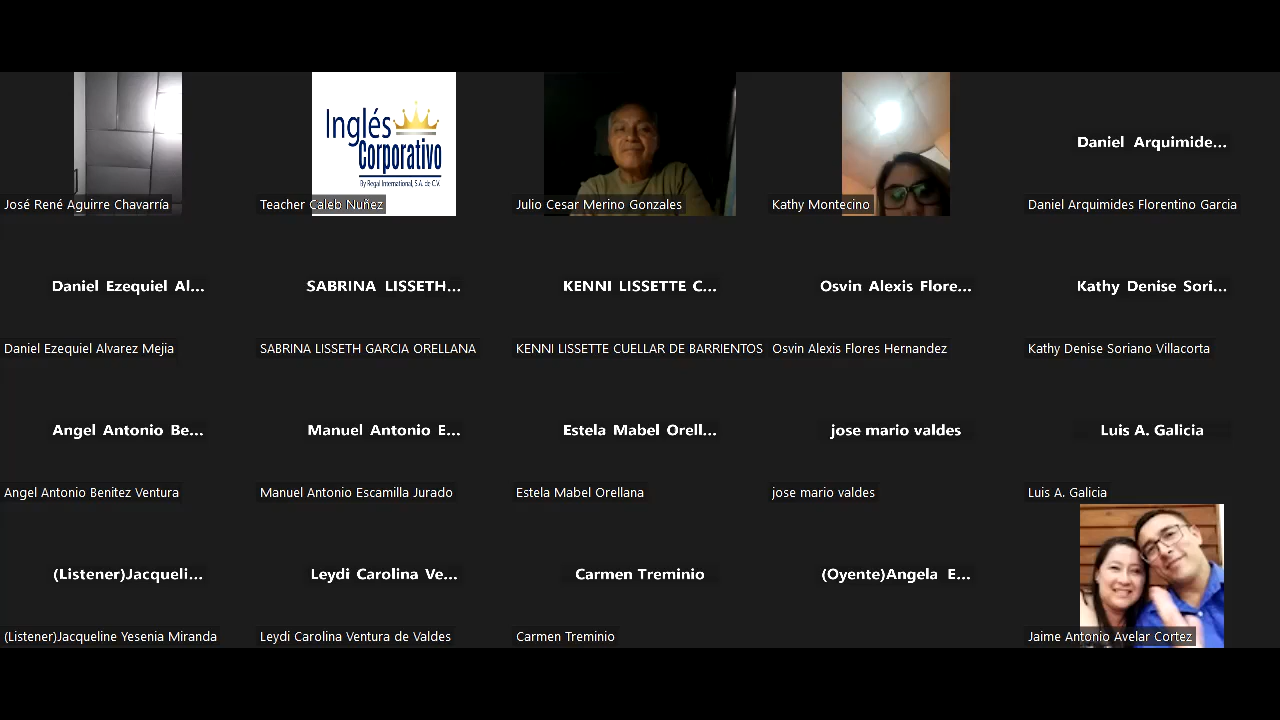 Inglés
Corporativo
By Regal International, S.A. de C.V.
Daniel Arquimide...
José René Aguirre Chavarría
Teacher Caleb Nuñez
Julio Cesar Merino Gonzales
Kathy Montecino
Daniel Arquimides Florentino Garcia
Daniel Ezequiel Al...
SABRINA LISSETH...
KENNI LISSETTE C...
Osvin Alexis Flore...
Kathy Denise Sori...
Daniel Ezequiel Alvarez Mejia
SABRINA LISSETH GARCIA ORELLANA
KENNI LISSETTE CUELLAR DE BARRIENTOS
Osvin Alexis Flores Hernandez
Kathy Denise Soriano Villacorta
Angel Antonio Be...
Manuel Antonio E...
Estela Mabel Orell...
jose mario valdes
Luis A. Galicia
Angel Antonio Benitez Ventura
Manuel Antonio Escamilla Jurado
Estela Mabel Orellana
jose mario valdes
Luis A. Galicia
(Listener)Jacqueli...
Leydi Carolina Ve...
Carmen Treminio
(Oyente)Angela E...
(Listener)Jacqueline Yesenia Miranda
Leydi Carolina Ventura de Valdes
Carmen Treminio
Jaime Antonio Avelar Cortez